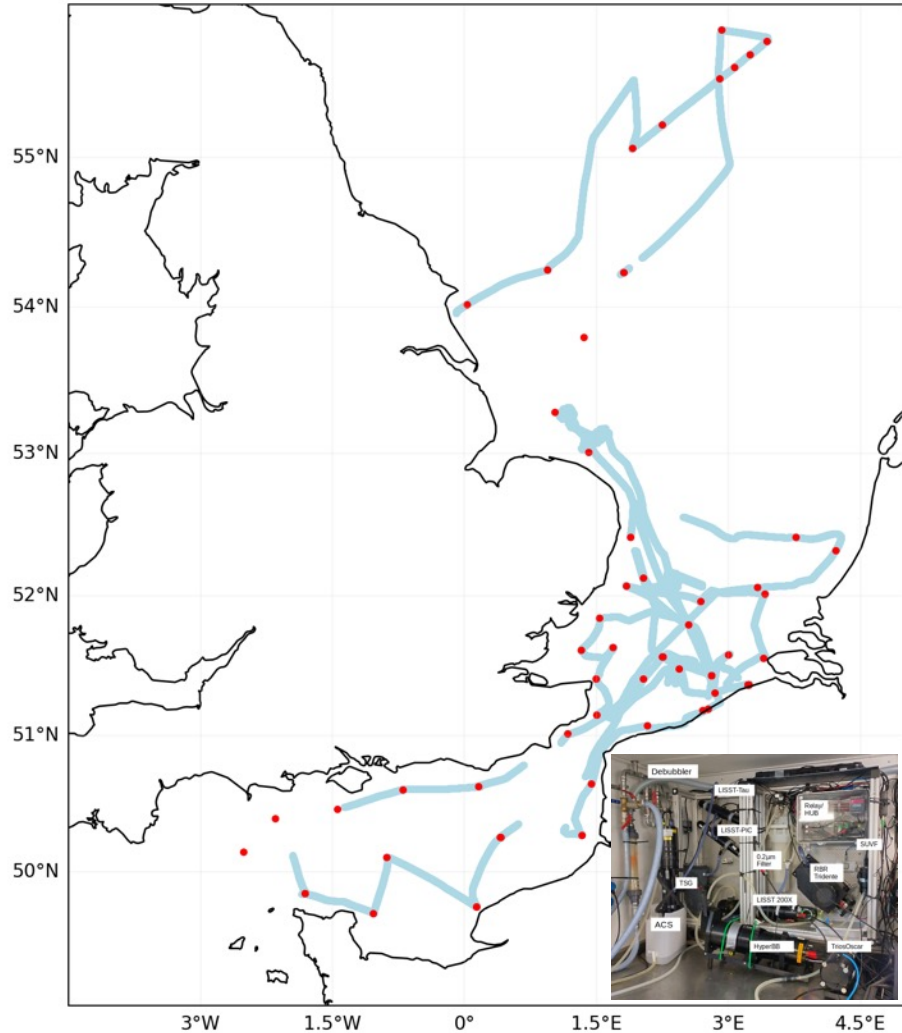 55°N
54°N
53°N
52°N
51°N
50°N
3°W
1.5°W
0°
1.5°E
3°E
4.5°E
Debubbler
LISST-Tau
Relay/
HUB
LISST-PIC
SUVF
0.2µm
Filter
RBR
Tridente
TSG
LISST 200X
ACS
HyperBB
TriosOscar